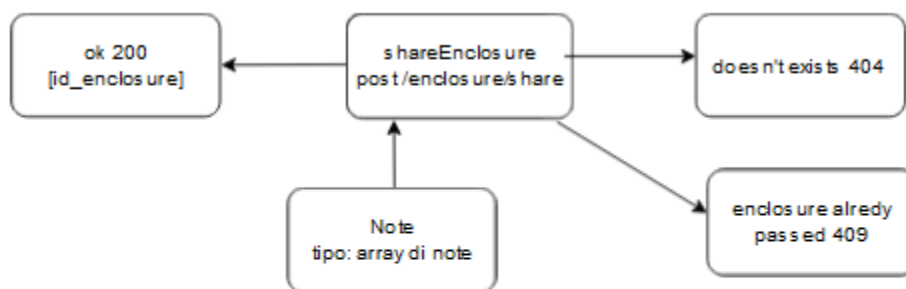 ok 200
[id_enclosure]
shareEnclosure
post/enclosure/share
doesn't exists 404
Note
tipo: array di note
enclosure alredy
passed 409